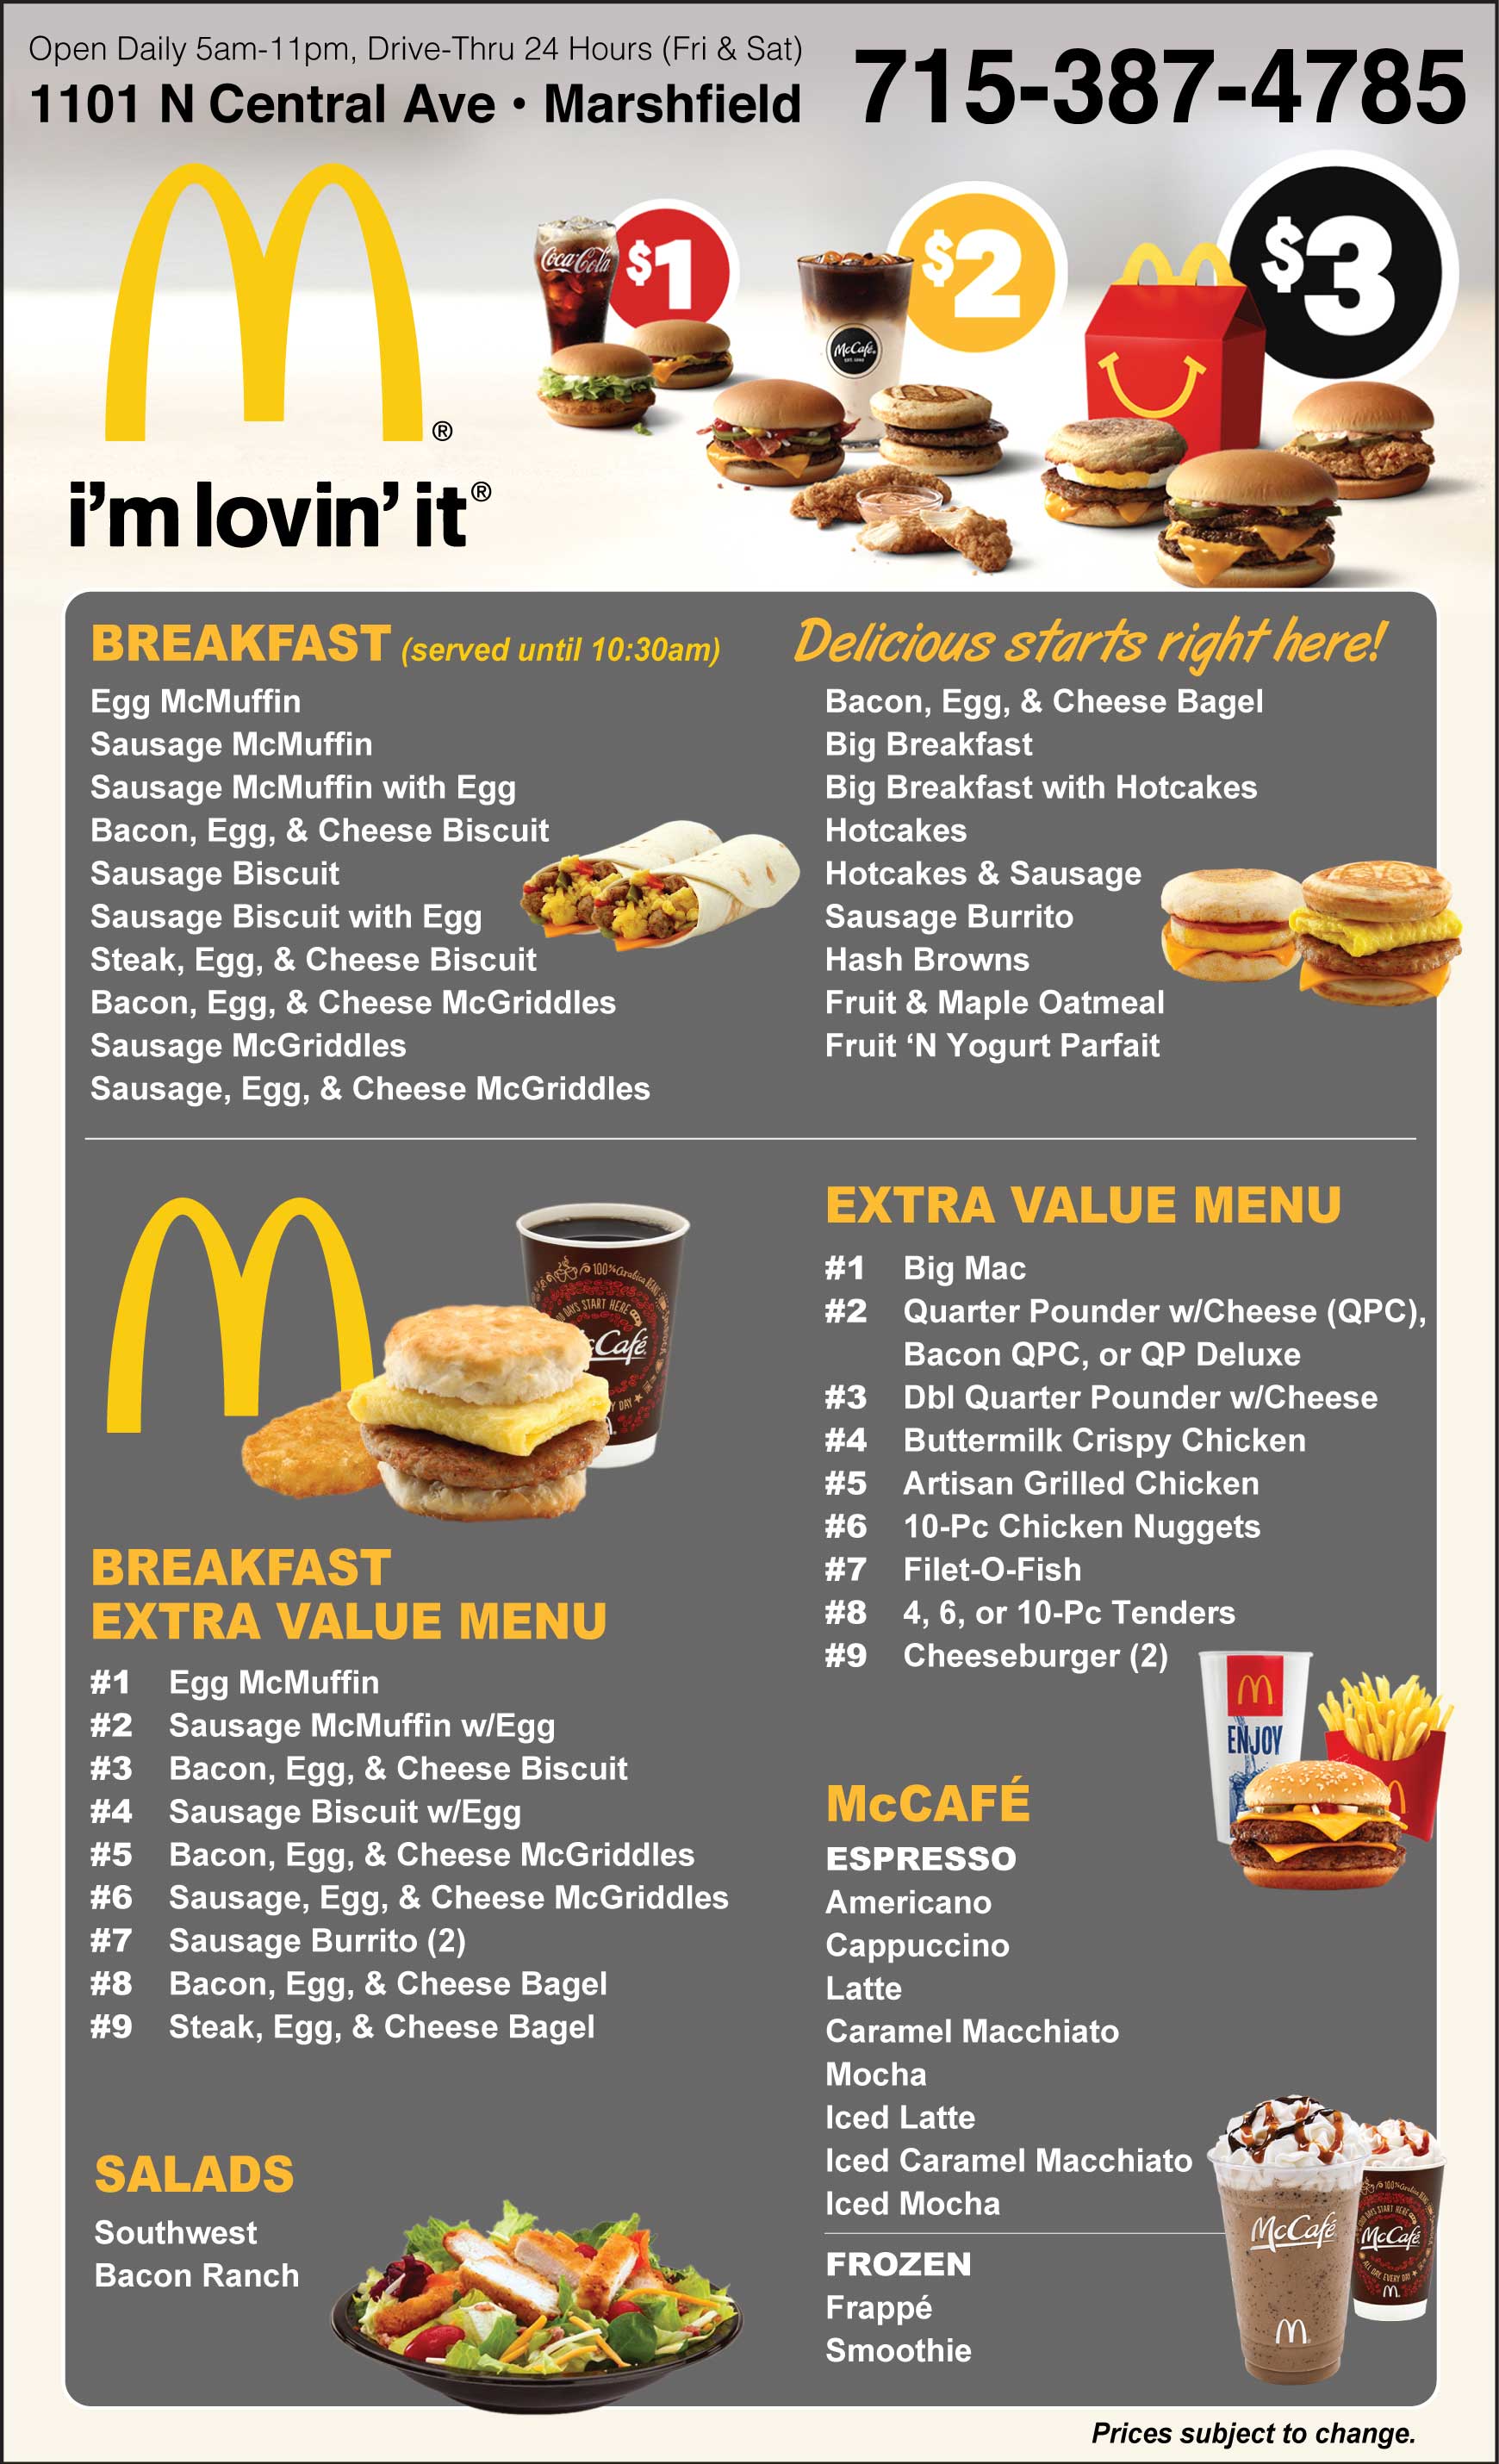 Open Daily 5am-11pm, Drive-Thru 24 Hours (Fri & Sat)
1101 N Central Ave • Marshfield
715-387-4785
Coca-Cola
$1
$2
$3
McCafé
®
i'm lovin' it®
BREAKFAST (served until 10:30am)
Egg McMuffin
Sausage McMuffin
Sausage McMuffin with Egg
Bacon, Egg, & Cheese Biscuit
Sausage Biscuit
Sausage Biscuit with Egg
Steak, Egg, & Cheese Biscuit
Bacon, Egg, & Cheese McGriddles
Sausage McGriddles
Sausage, Egg, & Cheese McGriddles
Delicious starts right here!
Bacon, Egg, & Cheese Bagel
Big Breakfast
Big Breakfast with Hotcakes
Hotcakes
Hotcakes & Sausage
Sausage Burrito
Hash Browns
Fruit & Maple Oatmeal
Fruit ‘N Yogurt Parfait
100% Arabica
DAYS START HERE
Café
DAY
BREAKFAST
EXTRA VALUE MENU
#1 Egg McMuffin
#2 Sausage McMuffin w/Egg
#3 Bacon, Egg, & Cheese Biscuit
#4 Sausage Biscuit w/Egg
#5 Bacon, Egg, & Cheese McGriddles
#6 Sausage, Egg, & Cheese McGriddles
#7 Sausage Burrito (2)
#8 Bacon, Egg, & Cheese Bagel
#9 Steak, Egg, & Cheese Bagel
SALADS
Southwest
Bacon Ranch
EXTRA VALUE MENU
#1 Big Mac
#2 Quarter Pounder w/Cheese (QPC),
Bacon QPC, or QP Deluxe
#3 Dbl Quarter Pounder w/Cheese
#4 Buttermilk Crispy Chicken
#5 Artisan Grilled Chicken
#6 10-Pc Chicken Nuggets
#7 Filet-O-Fish
#8 4, 6, or 10-Pc Tenders
#9 Cheeseburger (2)
ENJOY
McCAFÉ
ESPRESSO
Americano
Cappuccino
Latte
Caramel Macchiato
Mocha
Iced Latte
Iced Caramel Macchiato
Iced Mocha
FROZEN
Frappé
Smoothie
McCafé
McCafé
Prices subject to change.